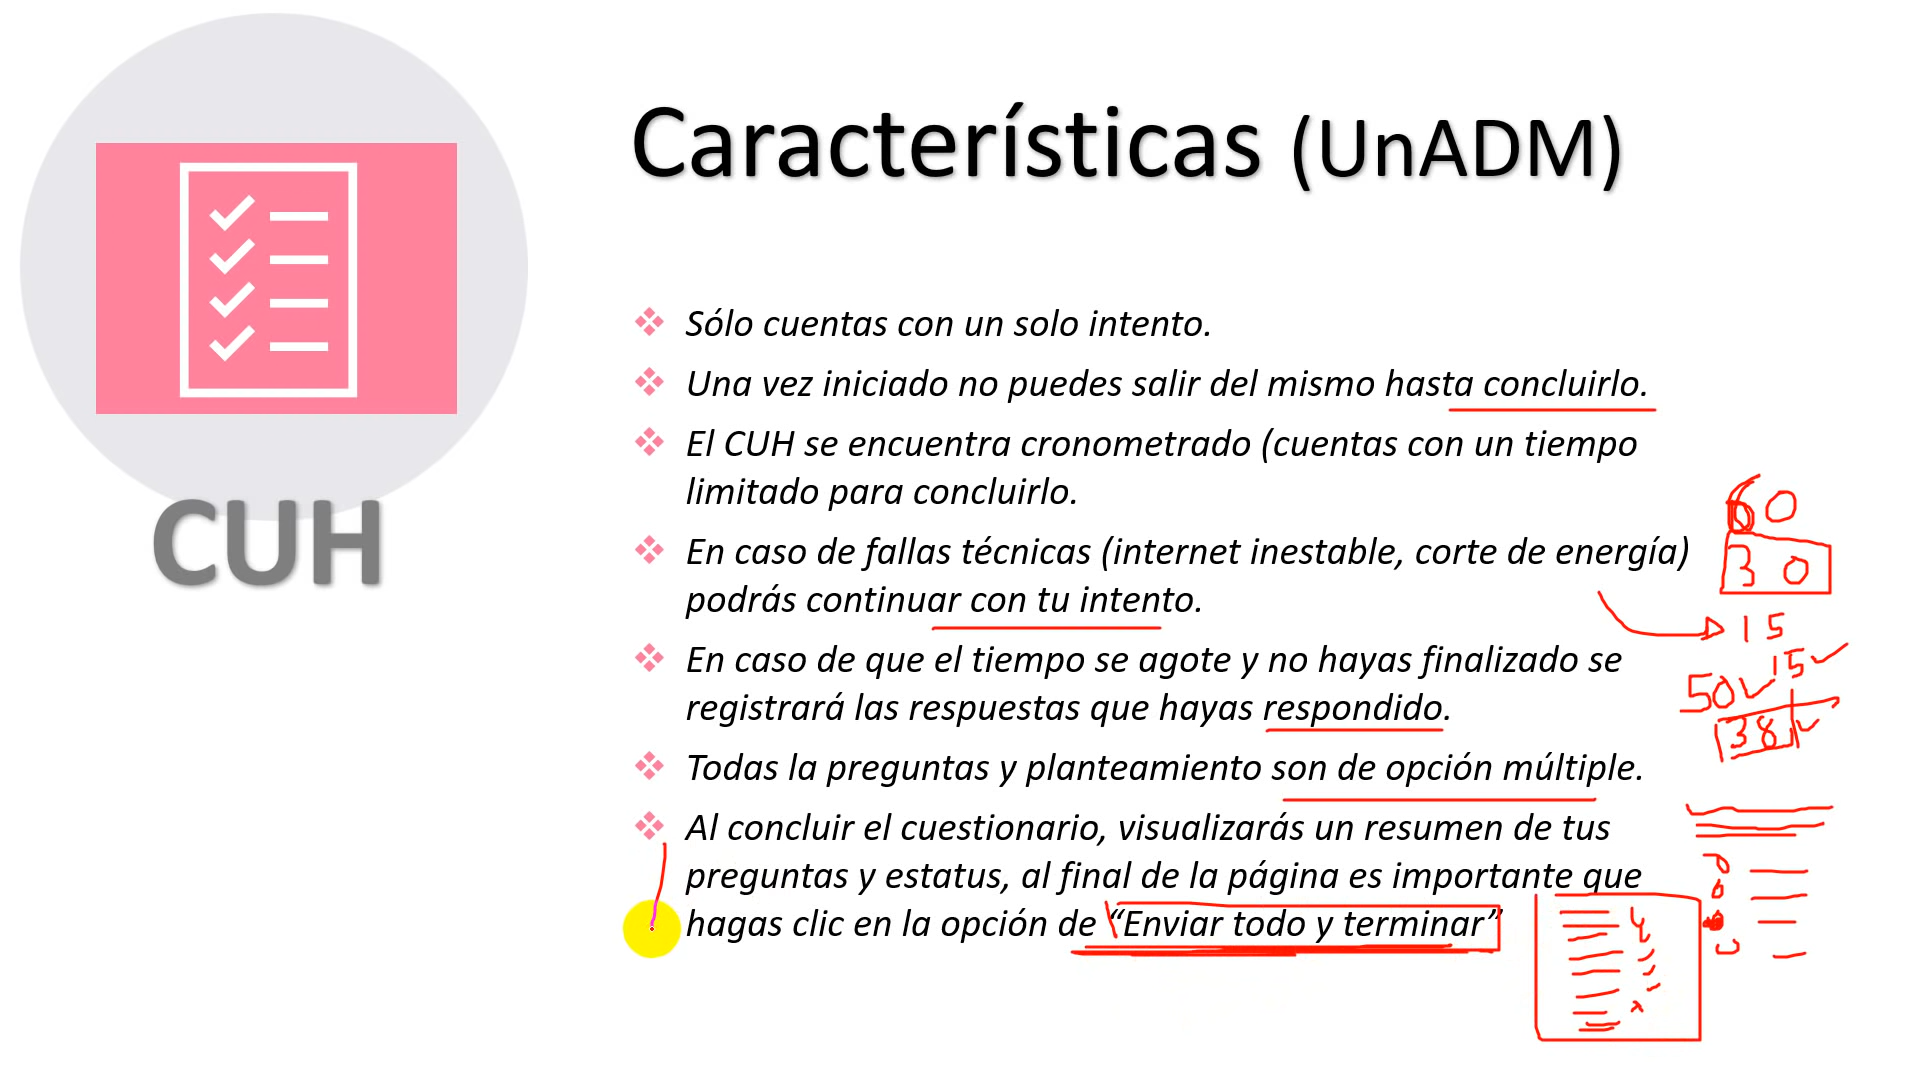 Características (UnADM)
CUH
Sólo cuentas con un solo intento.
Una vez iniciado no puedes salir del mismo hasta concluirlo.
El CUH se encuentra cronometrado (cuentas con un tiempo
limitado para concluirlo.
En caso de fallas técnicas (internet inestable, corte de energía)
podrás continuar con tu intento.
En caso de que el tiempo se agote y no hayas finalizado se
registrará las respuestas que hayas respondido.
Todas la preguntas y planteamiento son de opción múltiple.
Al concluir el cuestionario, visualizarás un resumen de tus
preguntas y estatus, al final de la página es importante que
hagas clic en la opción de “Enviar todo y terminar”
60
30
15
15
50
38